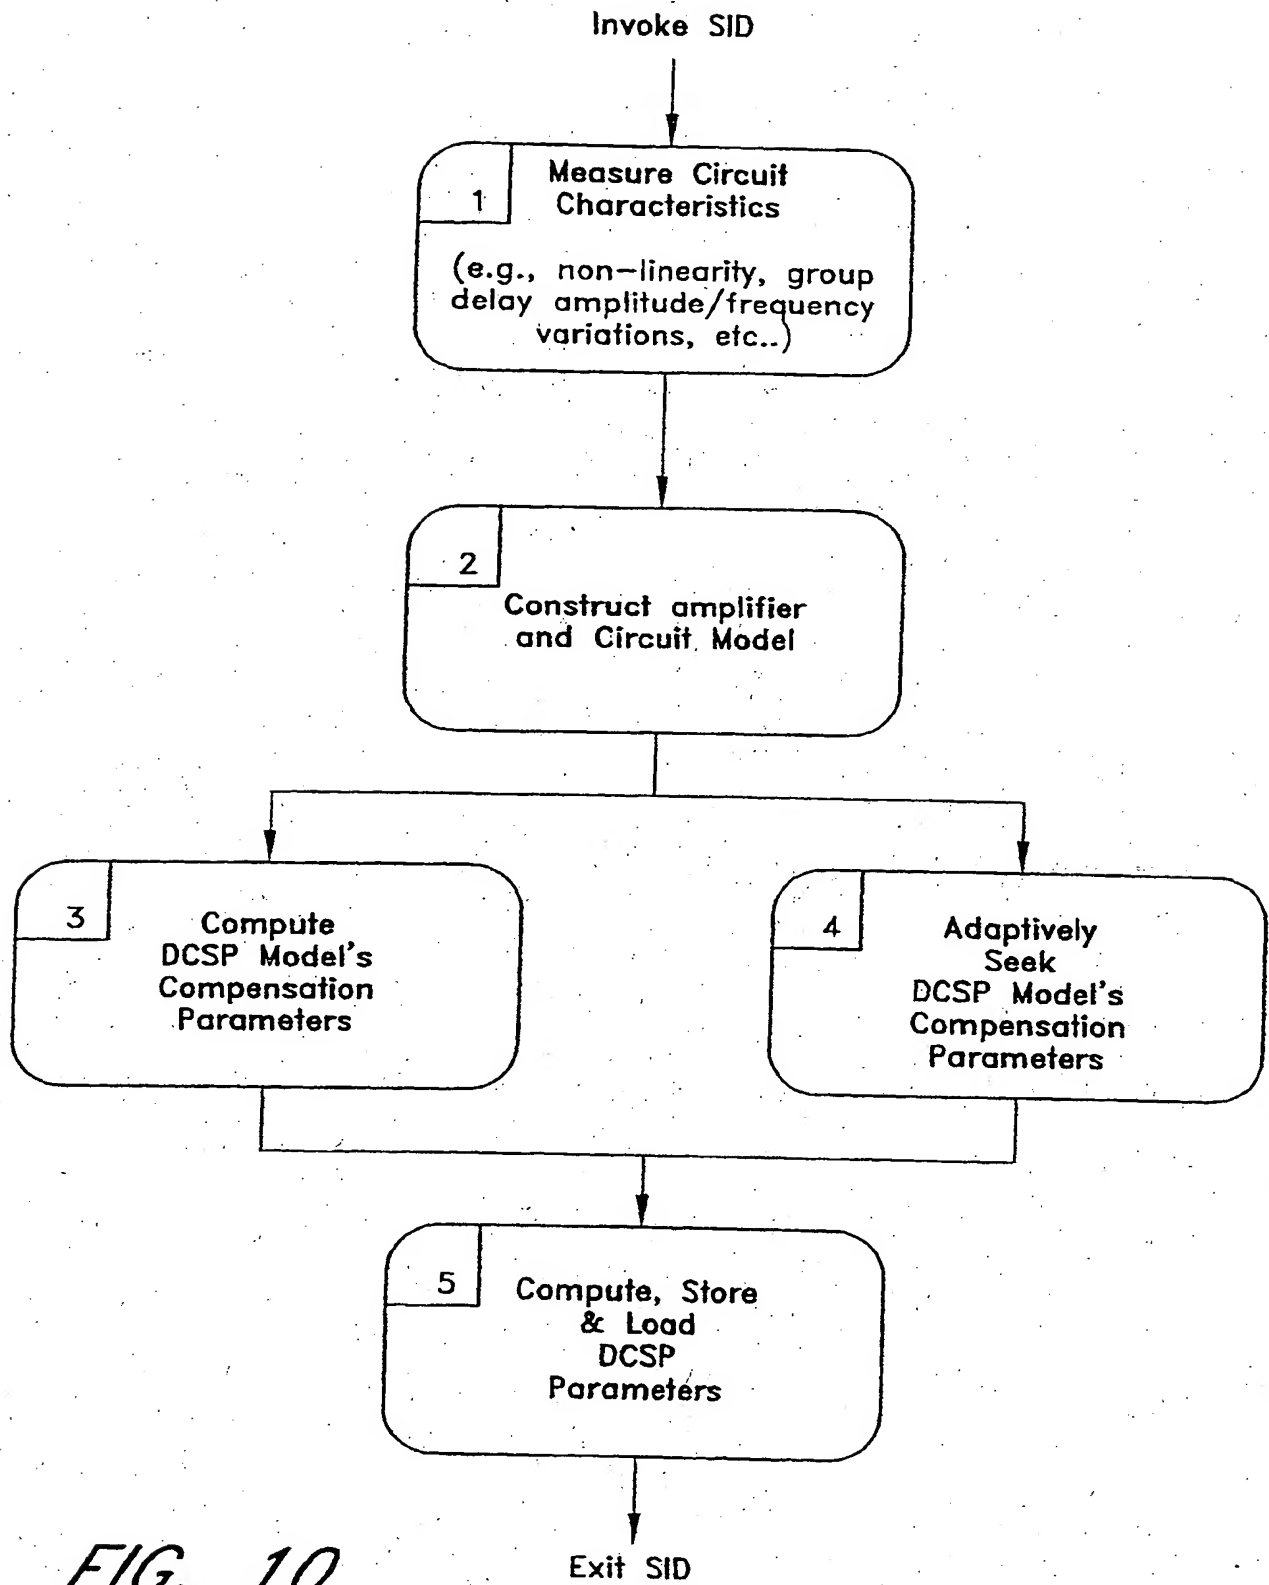 Invoke SID
1
Measure Circuit
Characteristics
(e.g., non-linearity, group
delay amplitude/frequency
variations, etc..)
2
Construct amplifier
and Circuit Model
3
Compute
DCSP Model's
Compensation
Parameters
4
Adaptively
Seek
DCSP Model's
Compensation
Parameters
5
Compute, Store
& Load
DCSP
Parameters
Exit SID
FIG. 10